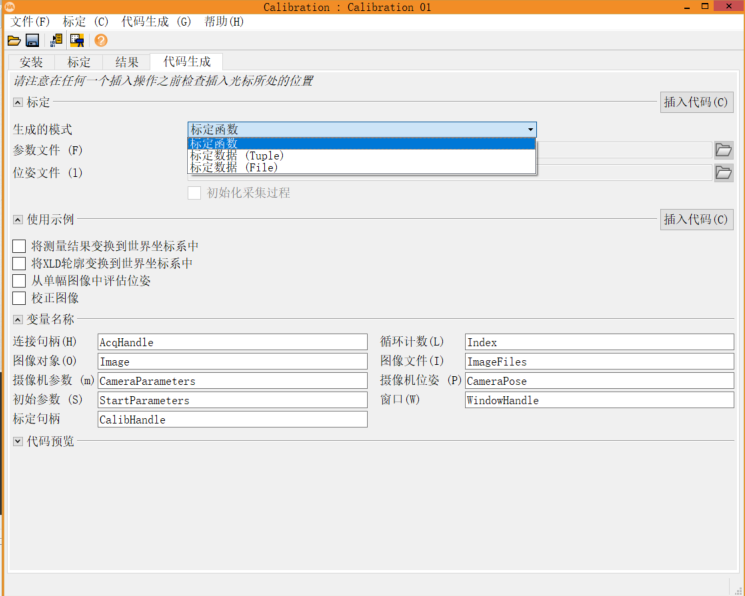 Calibration : Calibration 01
文件(F) 标定 (C) 代码生成 (G) 帮助(H)
安装 标定 结果 代码生成
请注意在任何一个插入操作之前检查插入光标所处的位置
标定 插入代码(C)
生成的模式 标定函数
标定函数
参数文件 (F) 标定数据 (Tuple)
标定数据 (File)
位姿文件 (l)
初始化采集过程
使用示例 插入代码(C)
将测量结果变换到世界坐标系中
将XLD轮廓变换到世界坐标系中
从单幅图像中评估位姿
校正图像
变量名称
连接句柄(H) AcqHandle 循环计数(L) Index
图像对象(O) Image 图像文件(I) ImageFiles
摄像机参数 (m) CameraParameters 摄像机位姿 (P) CameraPose
初始参数 (S) StartParameters 窗口(W) WindowHandle
标定句柄 CalibHandle
代码预览